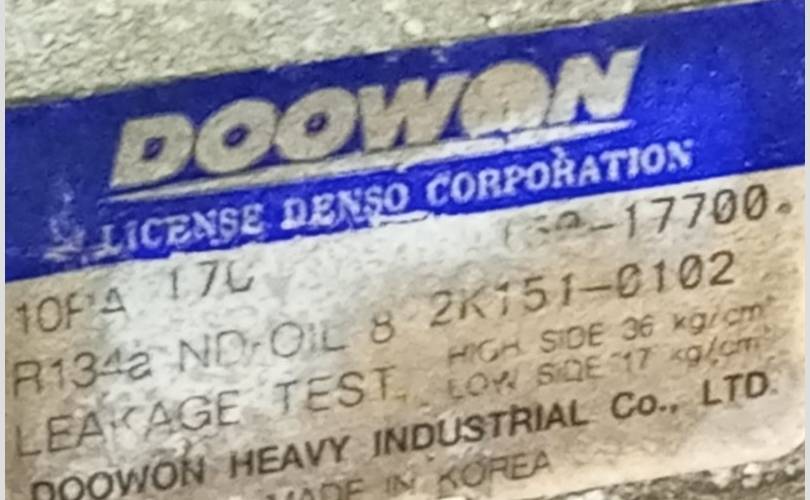 DOOWON
LICENSE DENSO CORPORATION
10PA 17C -17700
R134a ND-OIL 8 2K151-0102
LEAKAGE TEST. HIGH SIDE 36 kg/cm²
LOW SIDE 17 kg/cm²
DOOWON HEAVY INDUSTRIAL Co., LTD.
MADE IN KOREA